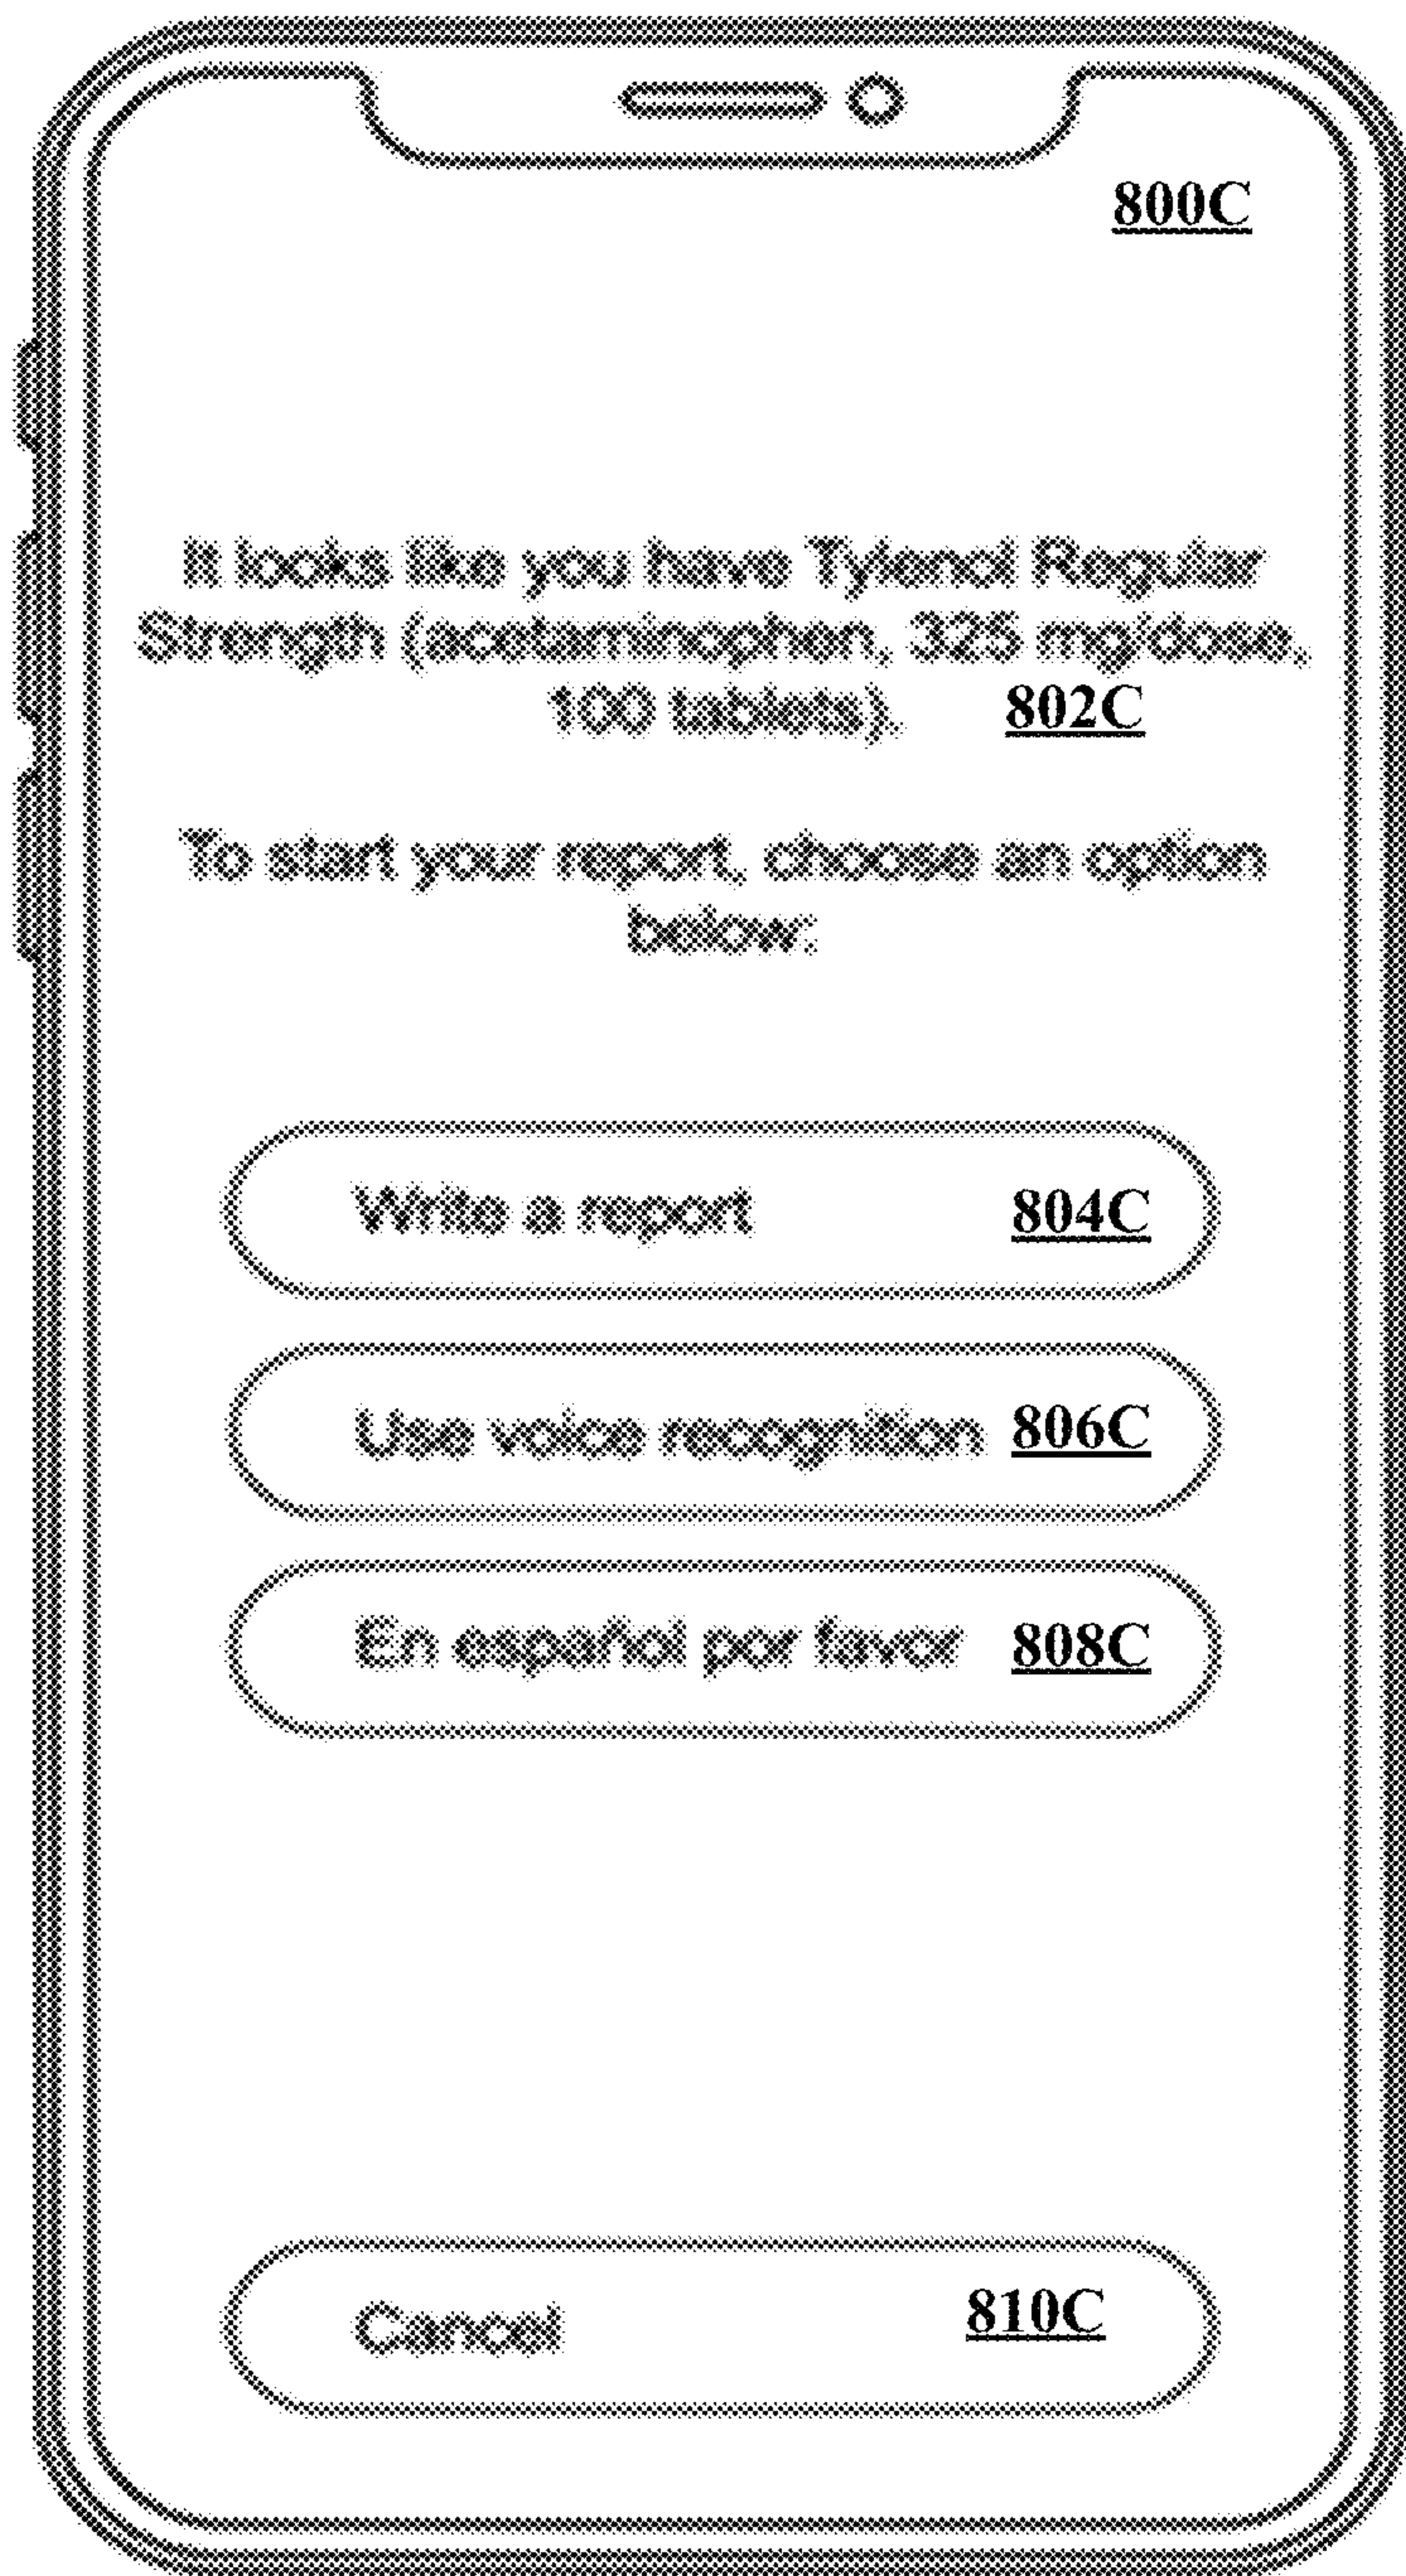 800C
It looks like you have Tylenol Regular
Strength (acetaminophen, 325 mg/dose,
100 tablets). 802C
To start your report, choose an option
below:
Write a report 804C
Use voice recognition 806C
En español por favor 808C
Cancel 810C